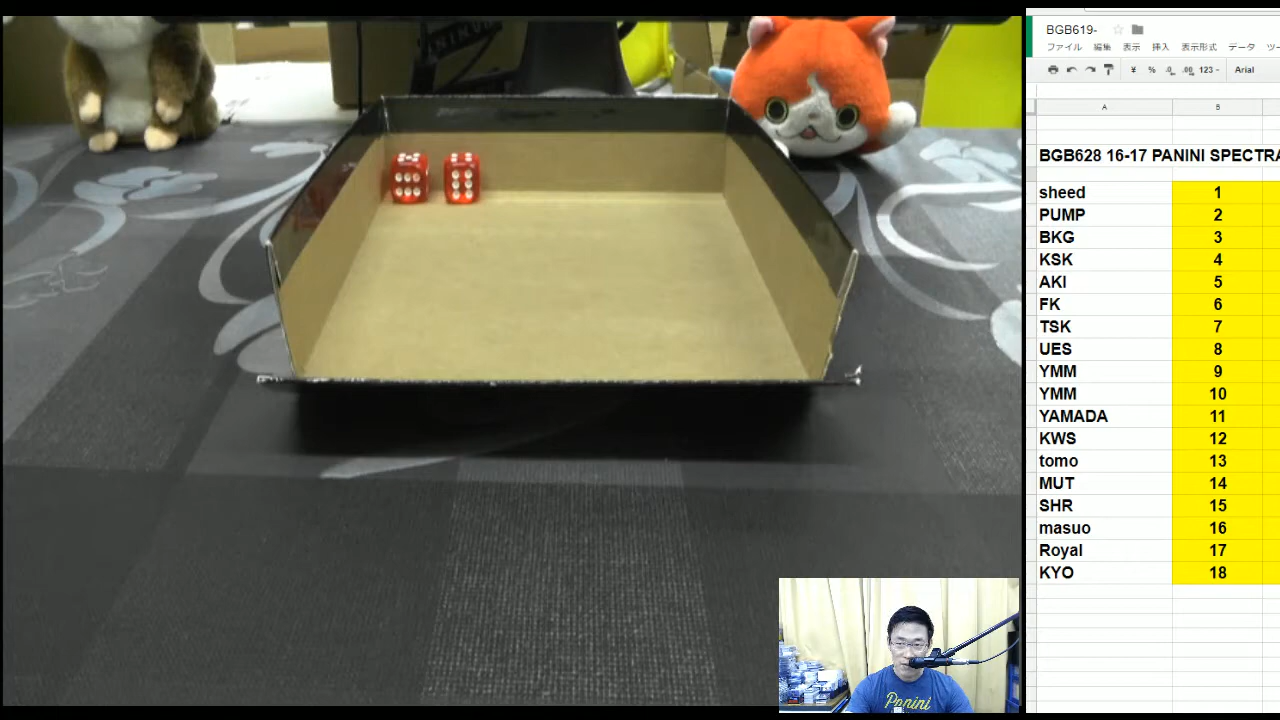 BGB619-
ファイル 編集 表示 挿入 表示形式 データ ツー
¥ % .0 .00 123 Arial
A B
BGB628 16-17 PANINI SPECTRA
sheed 1
PUMP 2
BKG 3
KSK 4
AKI 5
FK 6
TSK 7
UES 8
YMM 9
YMM 10
YAMADA 11
KWS 12
tomo 13
MUT 14
SHR 15
masuo 16
Royal 17
KYO 18
Panini